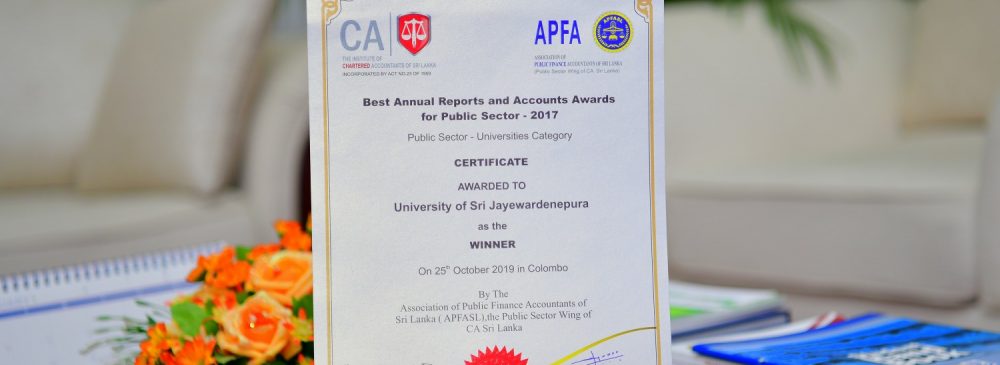 CA
THE INSTITUTE OF
CHARTERED ACCOUNTANTS OF SRI LANKA
INCORPORATED BY ACT NO.23 OF 1959
APFA
APFASL
ASSOCIATION OF
PUBLIC FINANCE ACCOUNTANTS OF SRI LANKA
(Public Sector Wing of CA Sri Lanka)
Best Annual Reports and Accounts Awards
for Public Sector - 2017
Public Sector - Universities Category
CERTIFICATE
AWARDED TO
University of Sri Jayewardenepura
as the
WINNER
On 25th October 2019 in Colombo
By The
Association of Public Finance Accountants of
Sri Lanka ( APFASL),the Public Sector Wing of
CA Sri Lanka